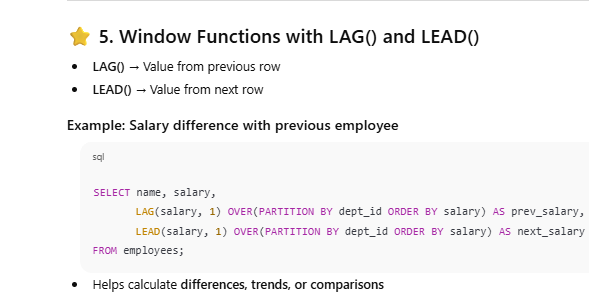 ⭐ 5. Window Functions with LAG() and LEAD()
• LAG() → Value from previous row
• LEAD() → Value from next row
Example: Salary difference with previous employee
sql
SELECT name, salary,
       LAG(salary, 1) OVER(PARTITION BY dept_id ORDER BY salary) AS prev_salary,
       LEAD(salary, 1) OVER(PARTITION BY dept_id ORDER BY salary) AS next_salary
FROM employees;
• Helps calculate differences, trends, or comparisons